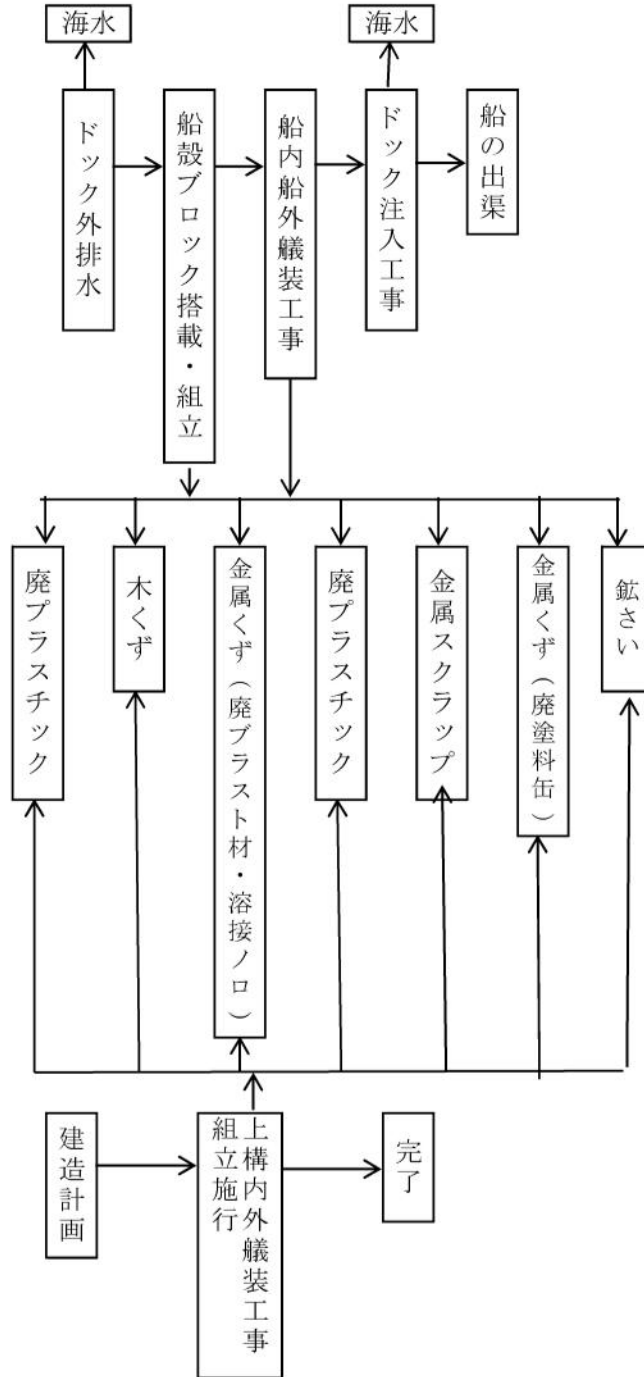 海水
海水
ドック外排水
船殻ブロック搭載・組立
船内船外艤装工事
ドック注入工事
船の出渠
廃プラスチック
木くず
金属くず（廃ブラスト材・溶接ノロ）
廃プラスチック
金属スクラップ
金属くず（廃塗料缶）
鉱さい
建造計画
上構内外艤装工事
組立施行
完了